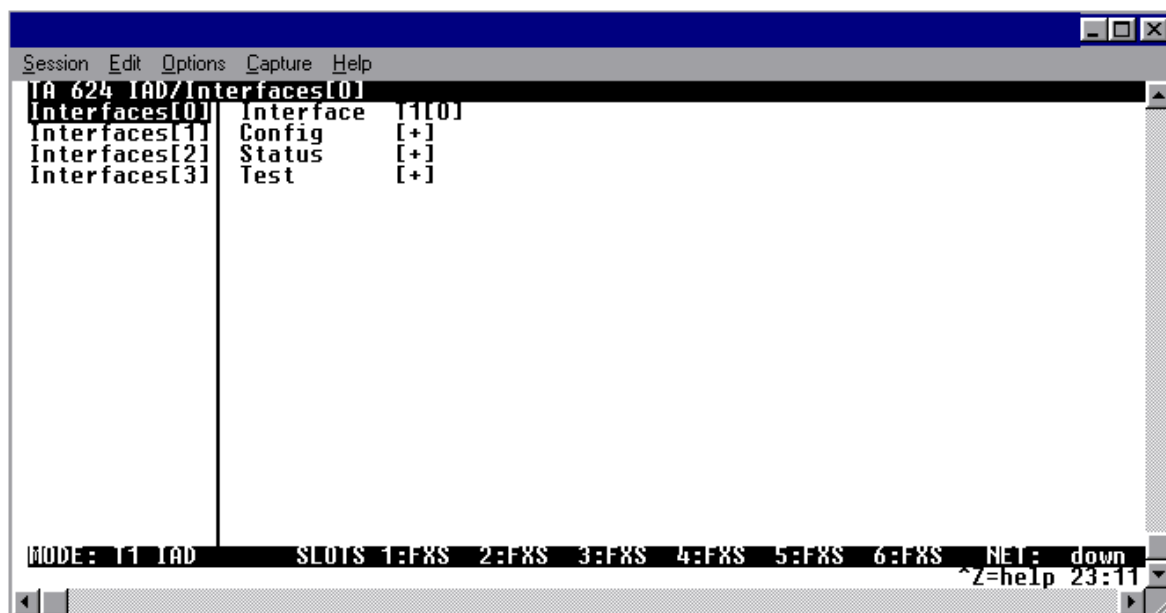 Session Edit Options Capture Help
TA 624 IAD/Interfaces[0]
Interfaces[0] Interface T1[0]
Interfaces[1] Config [+]
Interfaces[2] Status [+]
Interfaces[3] Test [+]
MODE: T1 IAD SLOTS 1:FXS 2:FXS 3:FXS 4:FXS 5:FXS 6:FXS NET: down
^Z=help 23:11